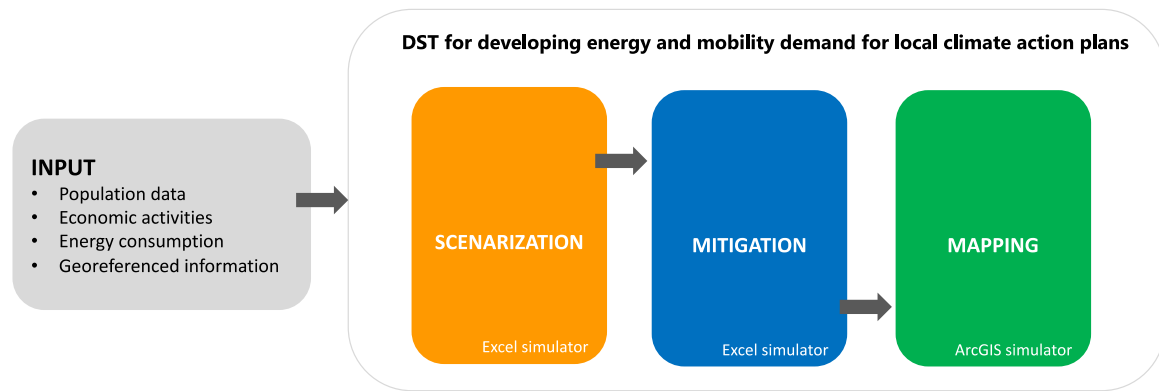 DST for developing energy and mobility demand for local climate action plans
INPUT
• Population data
• Economic activities
• Energy consumption
• Georeferenced information
SCENARIZATION
Excel simulator
MITIGATION
Excel simulator
MAPPING
ArcGIS simulator